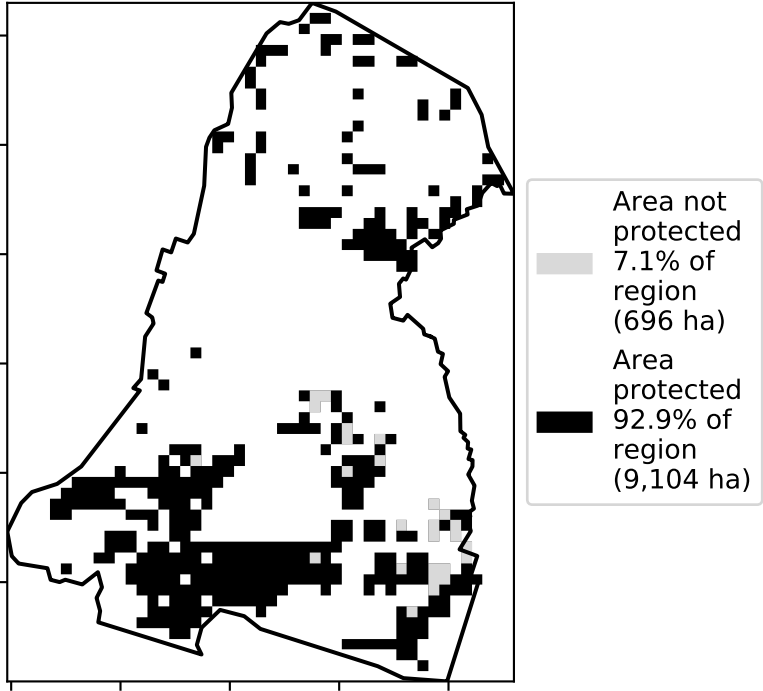 Area not
protected
7.1% of
region
(696 ha)
Area
protected
92.9% of
region
(9,104 ha)